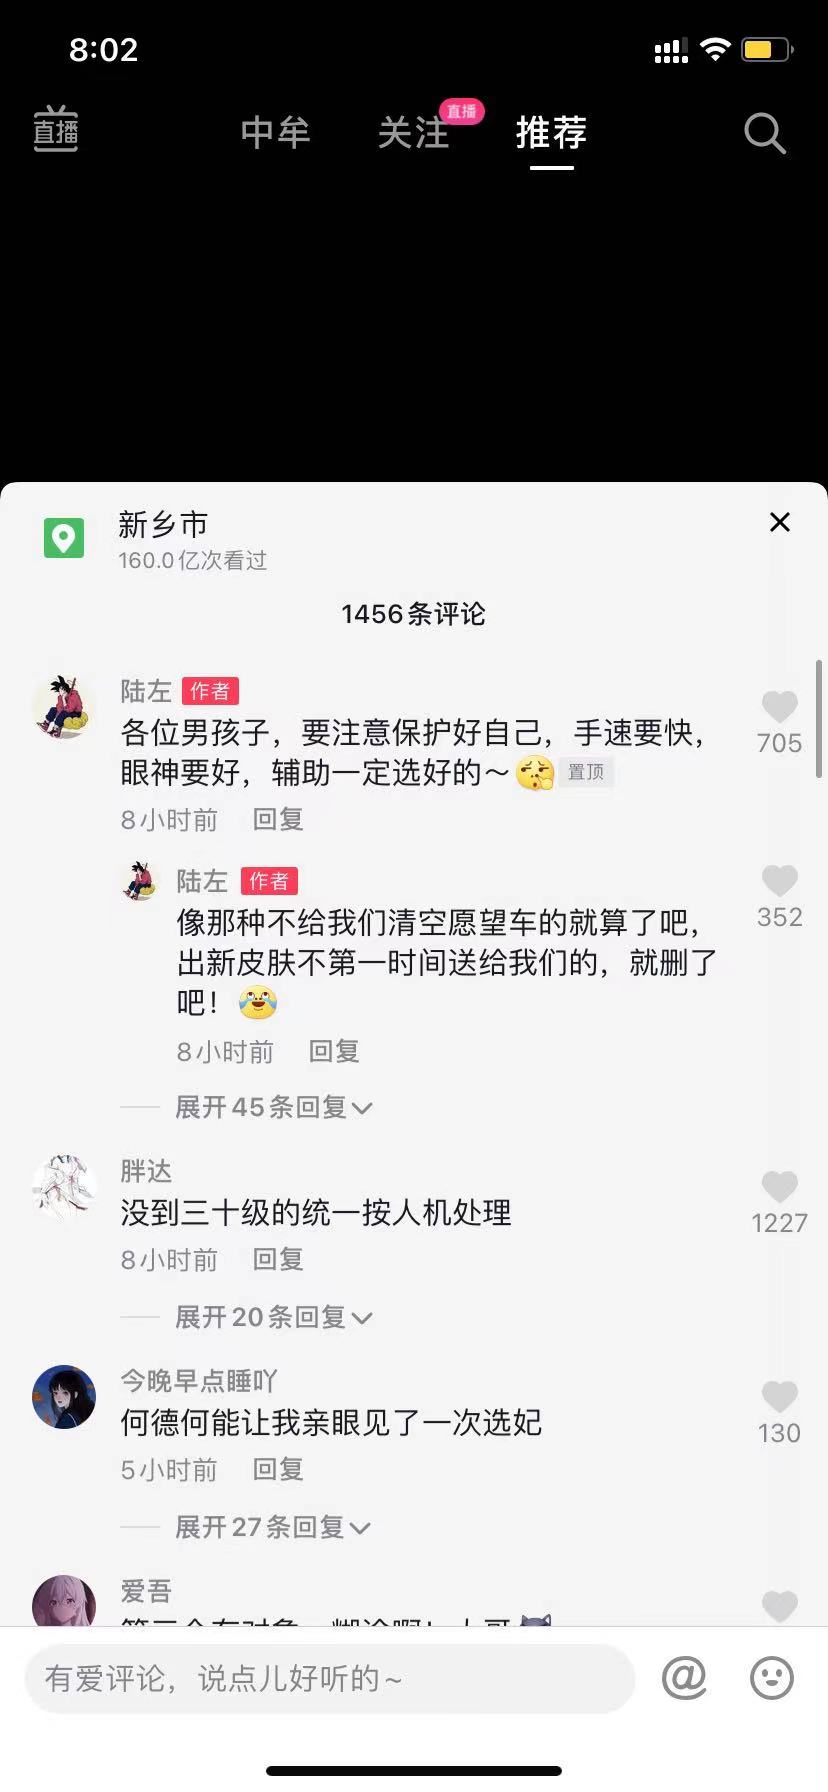 8:02
直播
中牟
关注
直播
推荐
新乡市
160.0亿次看过
1456条评论
陆左 作者
各位男孩子，要注意保护好自己，手速要快，
眼神要好，辅助一定选好的～ 置顶
705
8小时前 回复
陆左 作者
像那种不给我们清空愿望车的就算了吧，
出新皮肤不第一时间送给我们的，就删了
吧！
352
8小时前 回复
展开45条回复
胖达
没到三十级的统一按人机处理
1227
8小时前 回复
展开20条回复
今晚早点睡吖
何德何能让我亲眼见了一次选妃
130
5小时前 回复
展开27条回复
爱吾
有爱评论，说点儿好听的~
@